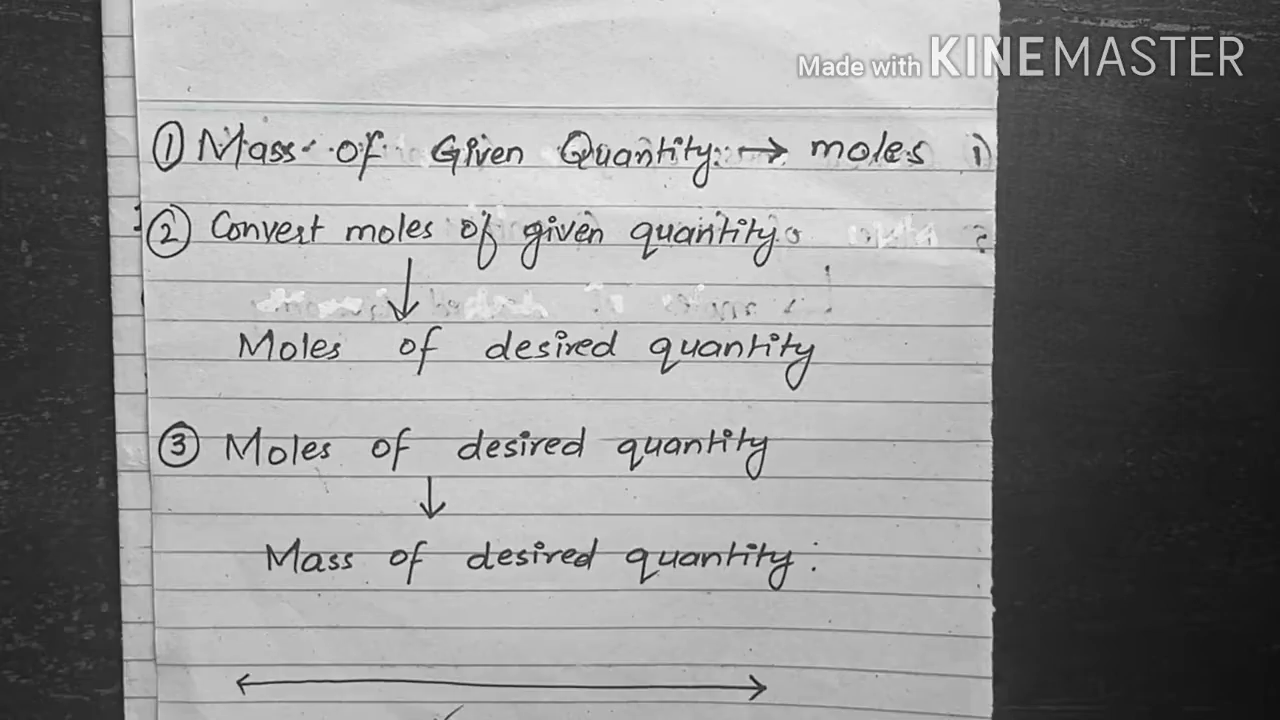 Made with KINEMASTER
① Mass of Given Quantity → moles i)
② Convert moles of given quantity
↓
Moles of desired quantity
③ Moles of desired quantity
↓
Mass of desired quantity :